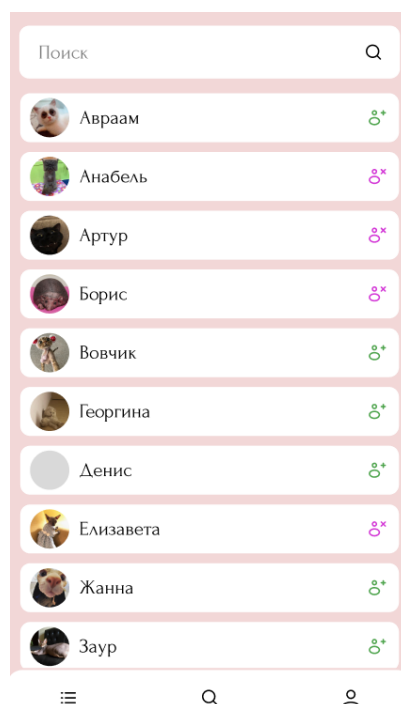 Поиск
Авраам
Анабель
Артур
Борис
Вовчик
Георгина
Денис
Елизавета
Жанна
Заур